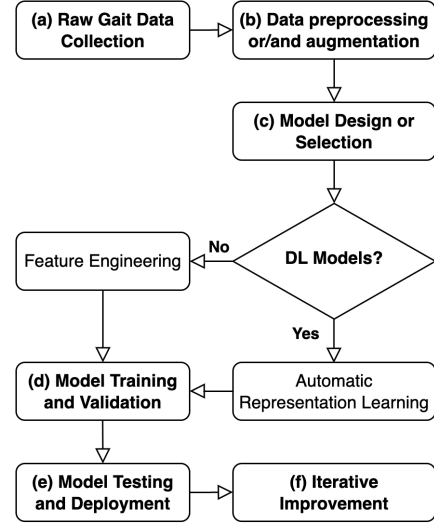 (a) Raw Gait Data
Collection
(b) Data preprocessing
or/and augmentation
(c) Model Design or
Selection
DL Models?
No
Feature Engineering
Yes
Automatic
Representation Learning
(d) Model Training
and Validation
(e) Model Testing
and Deployment
(f) Iterative
Improvement